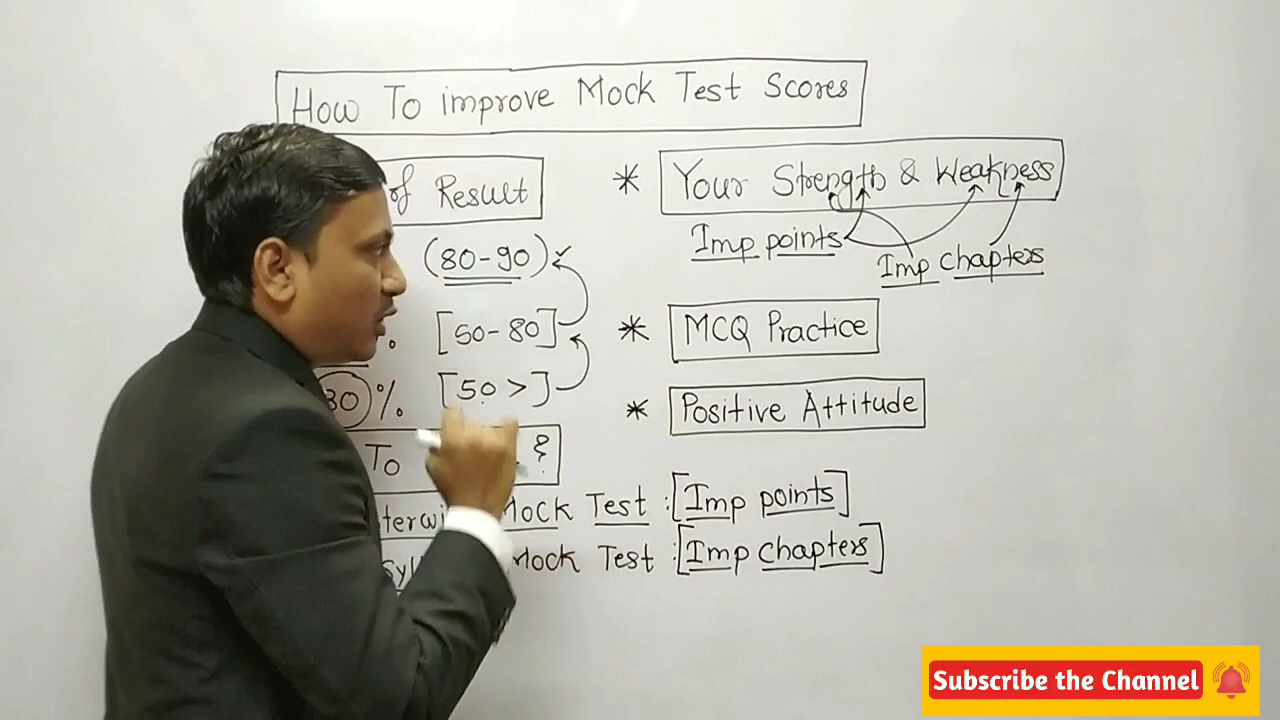 How To improve Mock Test Scores
of Result
(80-90) ✓
[50-80]
30 % [50 >]
To ?
Mock Test : [Imp points]
Mock Test : [Imp chapters]
* Your Strength & Weakness
Imp points
Imp chapters
* MCQ Practice
* Positive Attitude
Subscribe the Channel